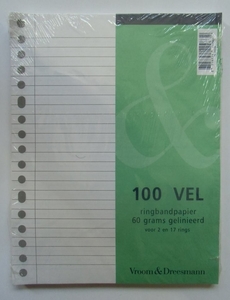 &
100 VEL
ringbandpapier
60 grams gelinieerd
voor 2 en 17 rings
Vroom&Dreesmann